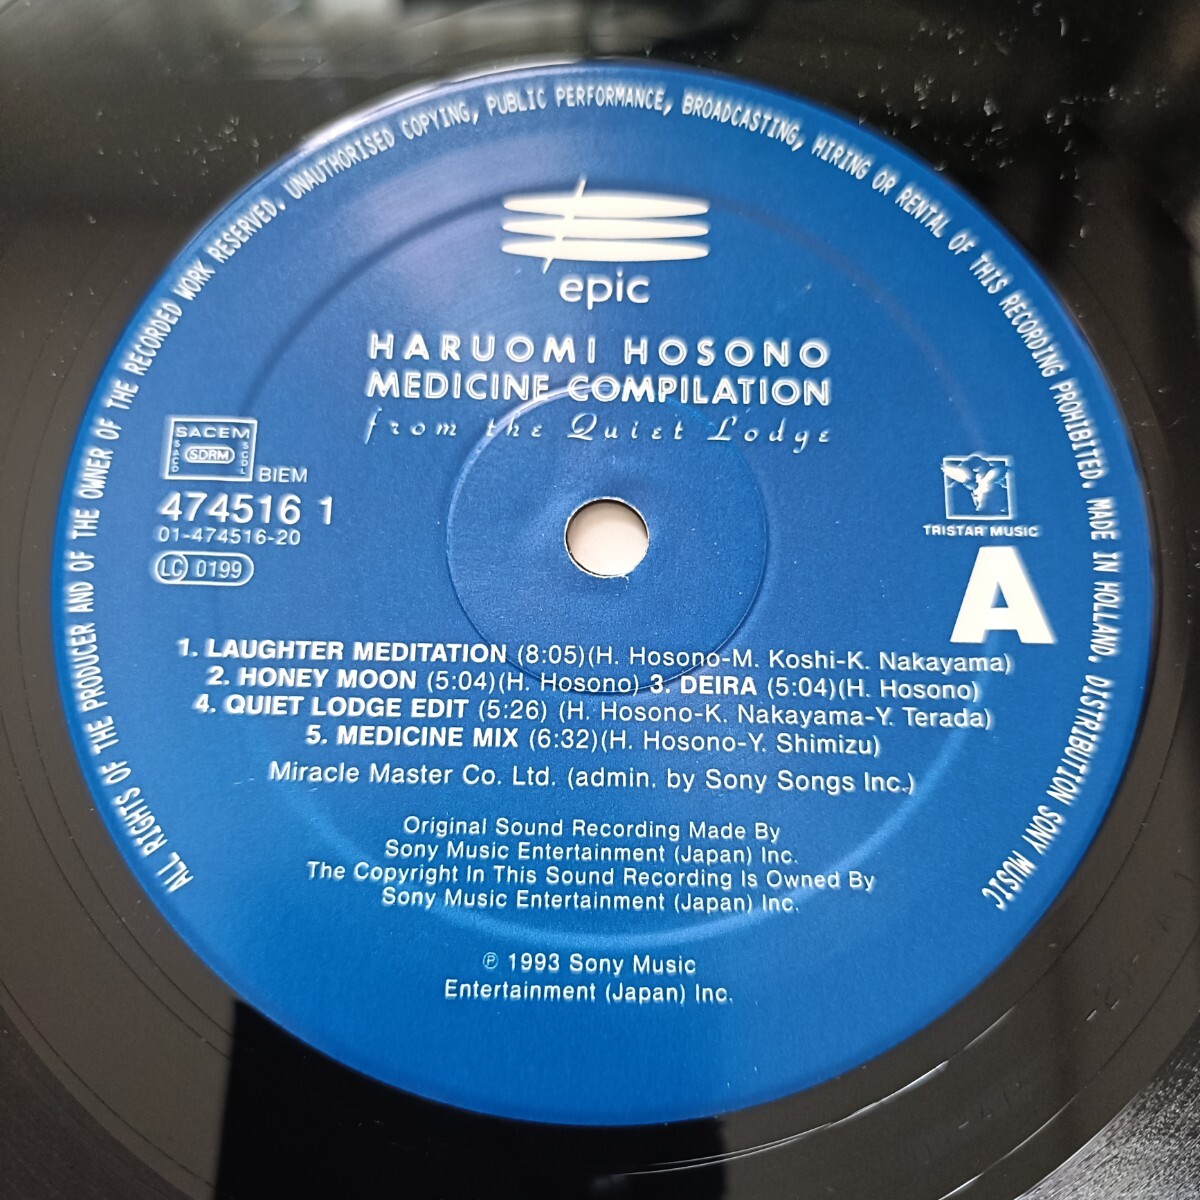 ALL RIGHTS OF THE PRODUCER AND OF THE OWNER OF THE RECORDED WORK RESERVED. UNAUTHORISED COPYING, PUBLIC PERFORMANCE, BROADCASTING, HIRING OR RENTAL OF THIS RECORDING PROHIBITED. MADE IN HOLLAND. DISTRIBUTION SONY MUSIC
epic
HARUOMI HOSONO
MEDICINE COMPILATION
from the Quiet Lodge
SACEM
SACD
SDRM
SGDL
BIEM
474516 1
01-474516-20
LC 0199
TRISTAR MUSIC
A
1. LAUGHTER MEDITATION (8:05)(H. Hosono-M. Koshi-K. Nakayama)
2. HONEY MOON (5:04)(H. Hosono) 3. DEIRA (5:04)(H. Hosono)
4. QUIET LODGE EDIT (5:26) (H. Hosono-K. Nakayama-Y. Terada)
5. MEDICINE MIX (6:32)(H. Hosono-Y. Shimizu)
Miracle Master Co. Ltd. (admin. by Sony Songs Inc.)
Original Sound Recording Made By
Sony Music Entertainment (Japan) Inc.
The Copyright In This Sound Recording Is Owned By
Sony Music Entertainment (Japan) Inc.
℗ 1993 Sony Music
Entertainment (Japan) Inc.